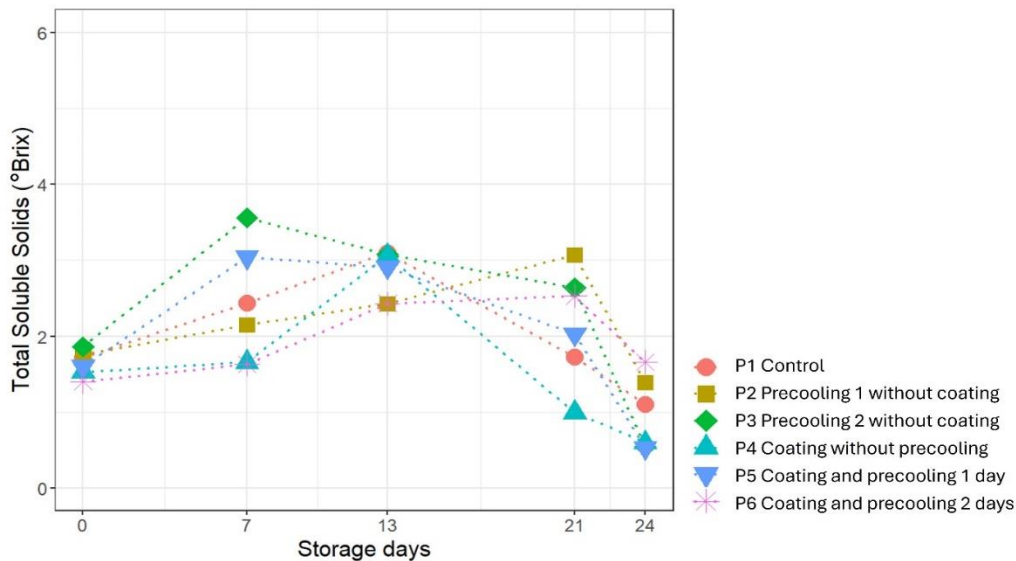 Total Soluble Solids (°Brix)
6
4
2
0
0 7 13 21 24
Storage days
P1 Control
P2 Precooling 1 without coating
P3 Precooling 2 without coating
P4 Coating without precooling
P5 Coating and precooling 1 day
P6 Coating and precooling 2 days